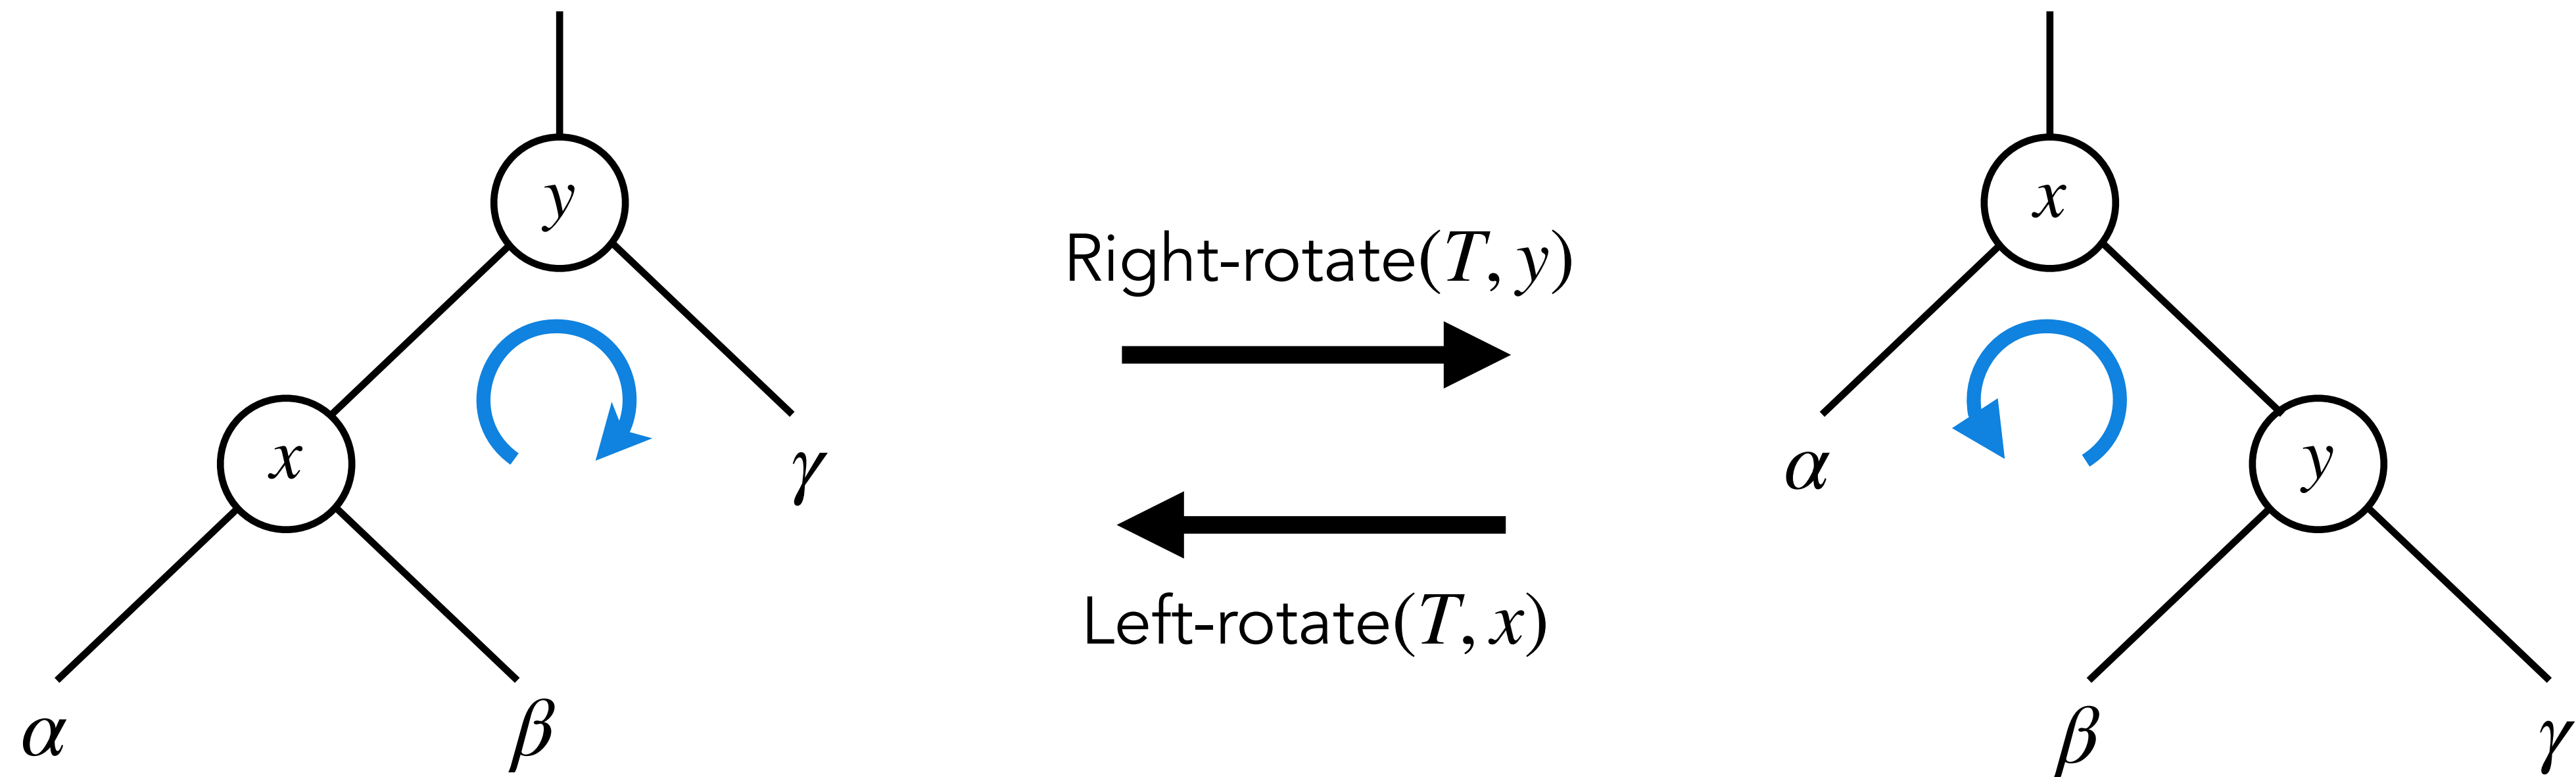 y
x
γ
α
β
Right-rotate(T, y)
Left-rotate(T, x)
x
α
y
β
γ